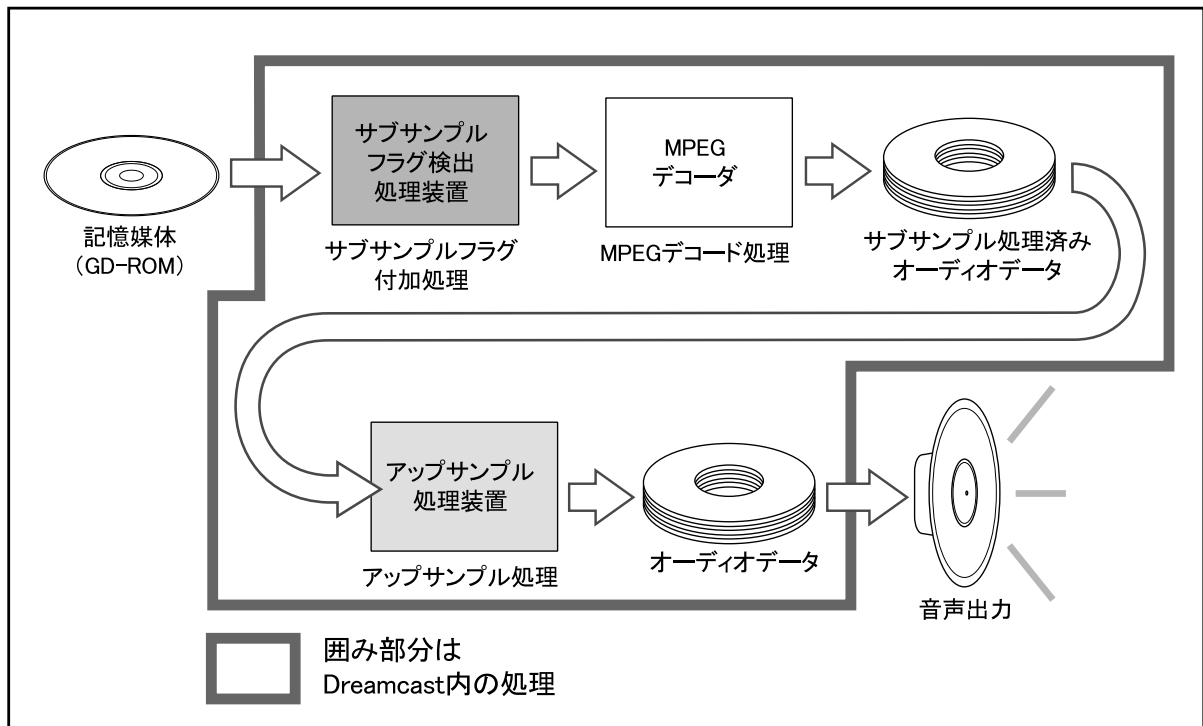 記憶媒体
(GD-ROM)
サブサンプル
フラグ検出
処理装置
サブサンプルフラグ
付加処理
MPEG
デコーダ
MPEGデコード処理
サブサンプル処理済み
オーディオデータ
アップサンプル
処理装置
アップサンプル処理
オーディオデータ
音声出力
囲み部分は
Dreamcast内の処理